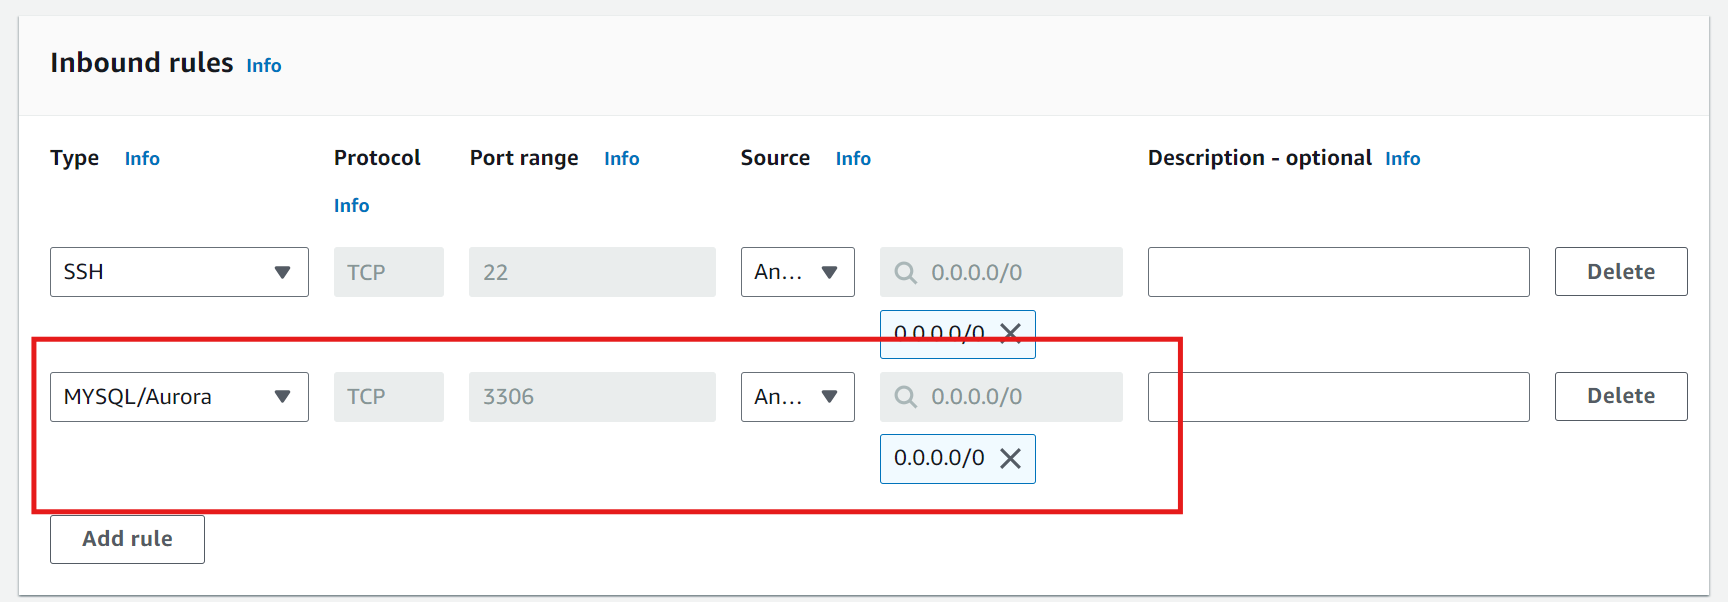 Inbound rules Info
Type Info Protocol Info Port range Info Source Info Description - optional Info
SSH TCP 22 An... 0.0.0.0/0 Delete
0.0.0.0/0
MYSQL/Aurora TCP 3306 An... 0.0.0.0/0 Delete
0.0.0.0/0
Add rule